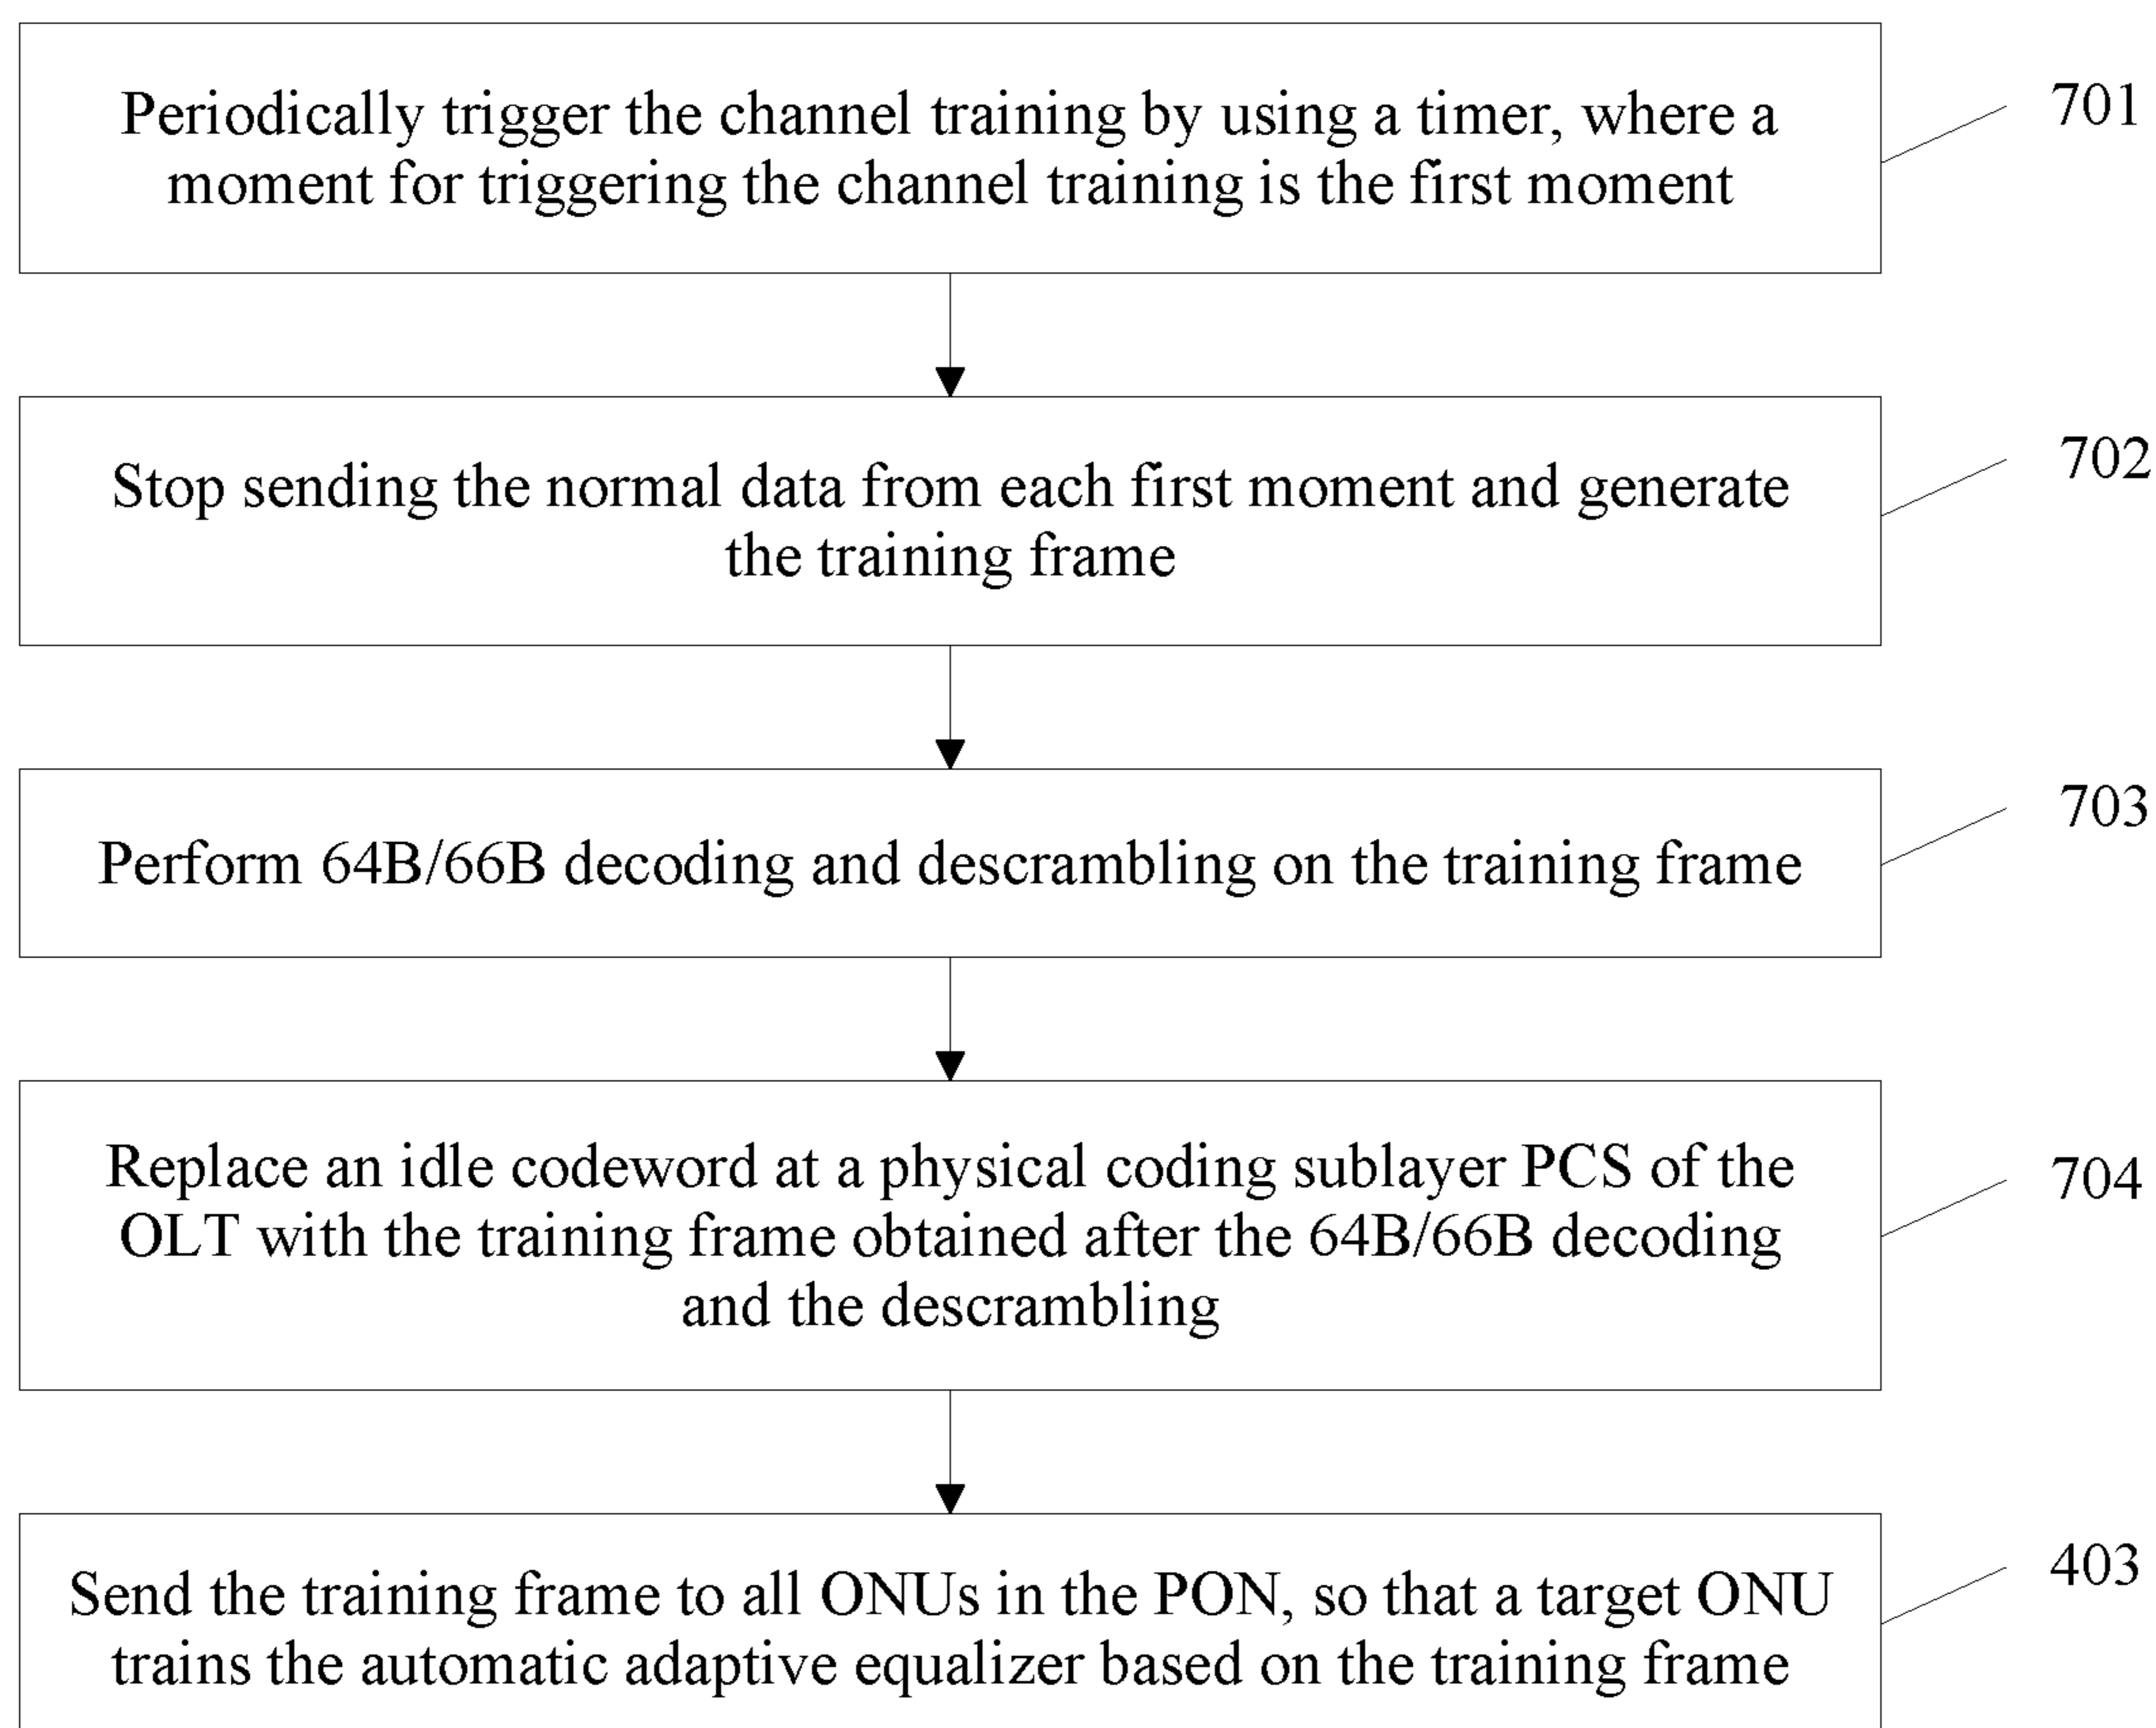 Periodically trigger the channel training by using a timer, where a
moment for triggering the channel training is the first moment
701
Stop sending the normal data from each first moment and generate
the training frame
702
Perform 64B/66B decoding and descrambling on the training frame
703
Replace an idle codeword at a physical coding sublayer PCS of the
OLT with the training frame obtained after the 64B/66B decoding
and the descrambling
704
Send the training frame to all ONUs in the PON, so that a target ONU
trains the automatic adaptive equalizer based on the training frame
403